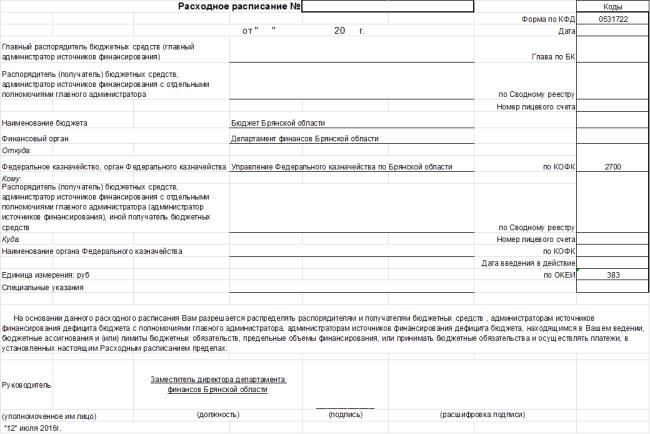 Расходное расписание №
Коды
Форма по КФД 0531722
от " " 20 г. Дата
Главный распорядитель бюджетных средств (главный
администратор источников финансирования) Глава по БК
Распорядитель (получатель) бюджетных средств,
администратор источников финансирования с отдельными
полномочиями главного администратора по Сводному реестру
Номер лицевого счета
Наименование бюджета Бюджет Брянской области
Финансовый орган Департамент финансов Брянской области
Откуда:
Федеральное казначейство, орган Федерального казначейства Управление Федерального казначейства по Брянской области по КОФК 2700
Кому:
Распорядитель (получатель) бюджетных средств,
администратор источников финансирования с отдельными
полномочиями главного администратора (администратор
источников финансирования), иной получатель бюджетных
средств по Сводному реестру
Куда: Номер лицевого счета
Наименование органа Федерального казначейства по КОФК
Дата введения в действие
Единица измерения: руб по ОКЕИ 383
Специальные указания
На основании данного расходного расписания Вам разрешается распределять распорядителям и получателям бюджетных средств , администраторам источников
финансирования дефицита бюджета с полномочиями главного администратора, администраторам источников финансирования дефицита бюджета, находящимся в Вашем ведении,
бюджетные ассигнования и (или) лимиты бюджетных обязательств, предельные объемы финансирования, или принимать бюджетные обязательства и осуществлять платежи, в
установленных настоящим Расходным расписанием пределах.
Руководитель Заместитель директора департамента
финансов Брянской области
(уполномоченное им лицо) (должность) (подпись) (расшифровка подписи)
"12" июля 2016г.